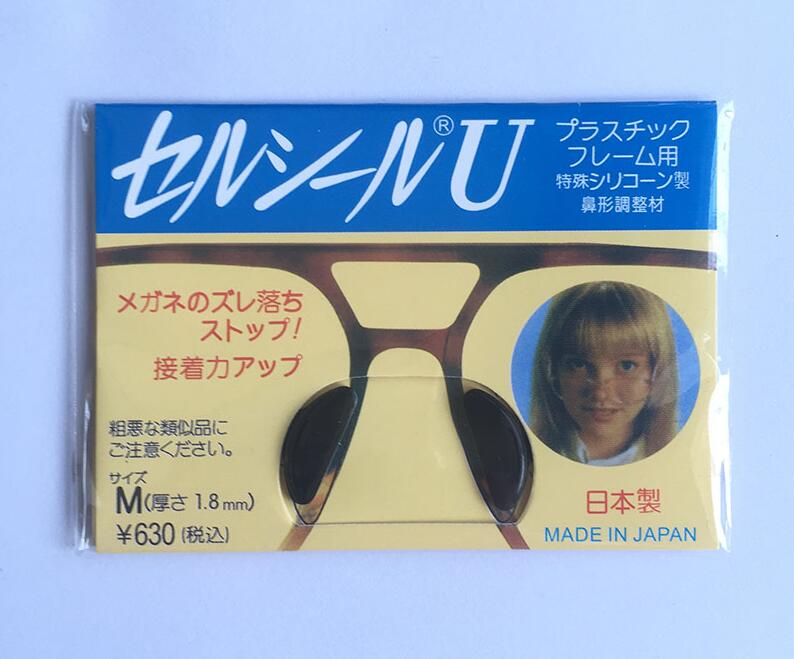 セルシール®U
プラスチック
フレーム用
特殊シリコーン製
鼻形調整材
メガネのズレ落ち
ストップ!
接着力アップ
粗悪な類似品に
ご注意ください。
サイズ
M(厚さ 1.8 mm)
¥630 (税込)
日本製
MADE IN JAPAN